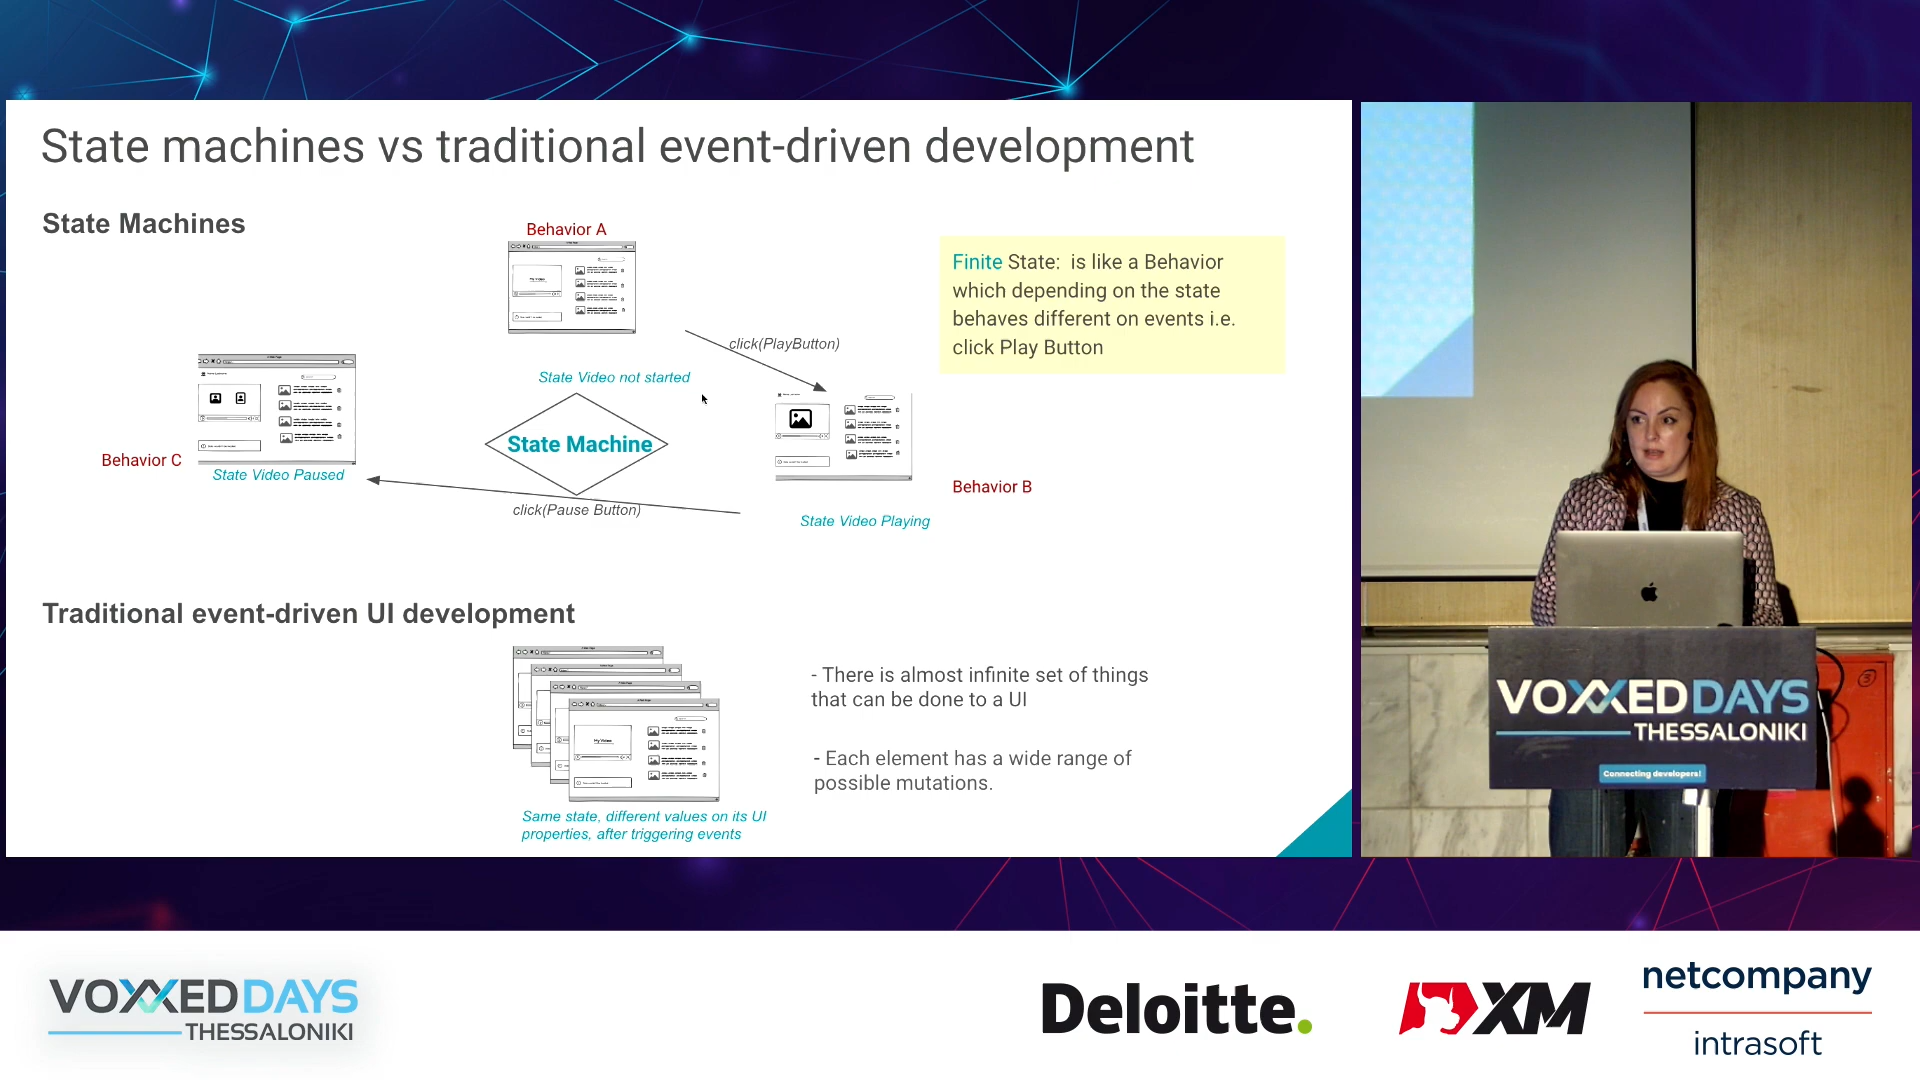 State machines vs traditional event-driven development
State Machines
Behavior A
Finite State: is like a Behavior
which depending on the state
behaves different on events i.e.
click Play Button
click(PlayButton)
State Video not started
State Machine
Behavior C
State Video Paused
Behavior B
click(Pause Button)
State Video Playing
Traditional event-driven UI development
My Video
- There is almost infinite set of things
that can be done to a UI
- Each element has a wide range of
possible mutations.
Same state, different values on its UI
properties, after triggering events
VOXXED DAYS
THESSALONIKI
Connecting developers!
3
VOXXED DAYS
THESSALONIKI
Deloitte.
XM
netcompany
intrasoft